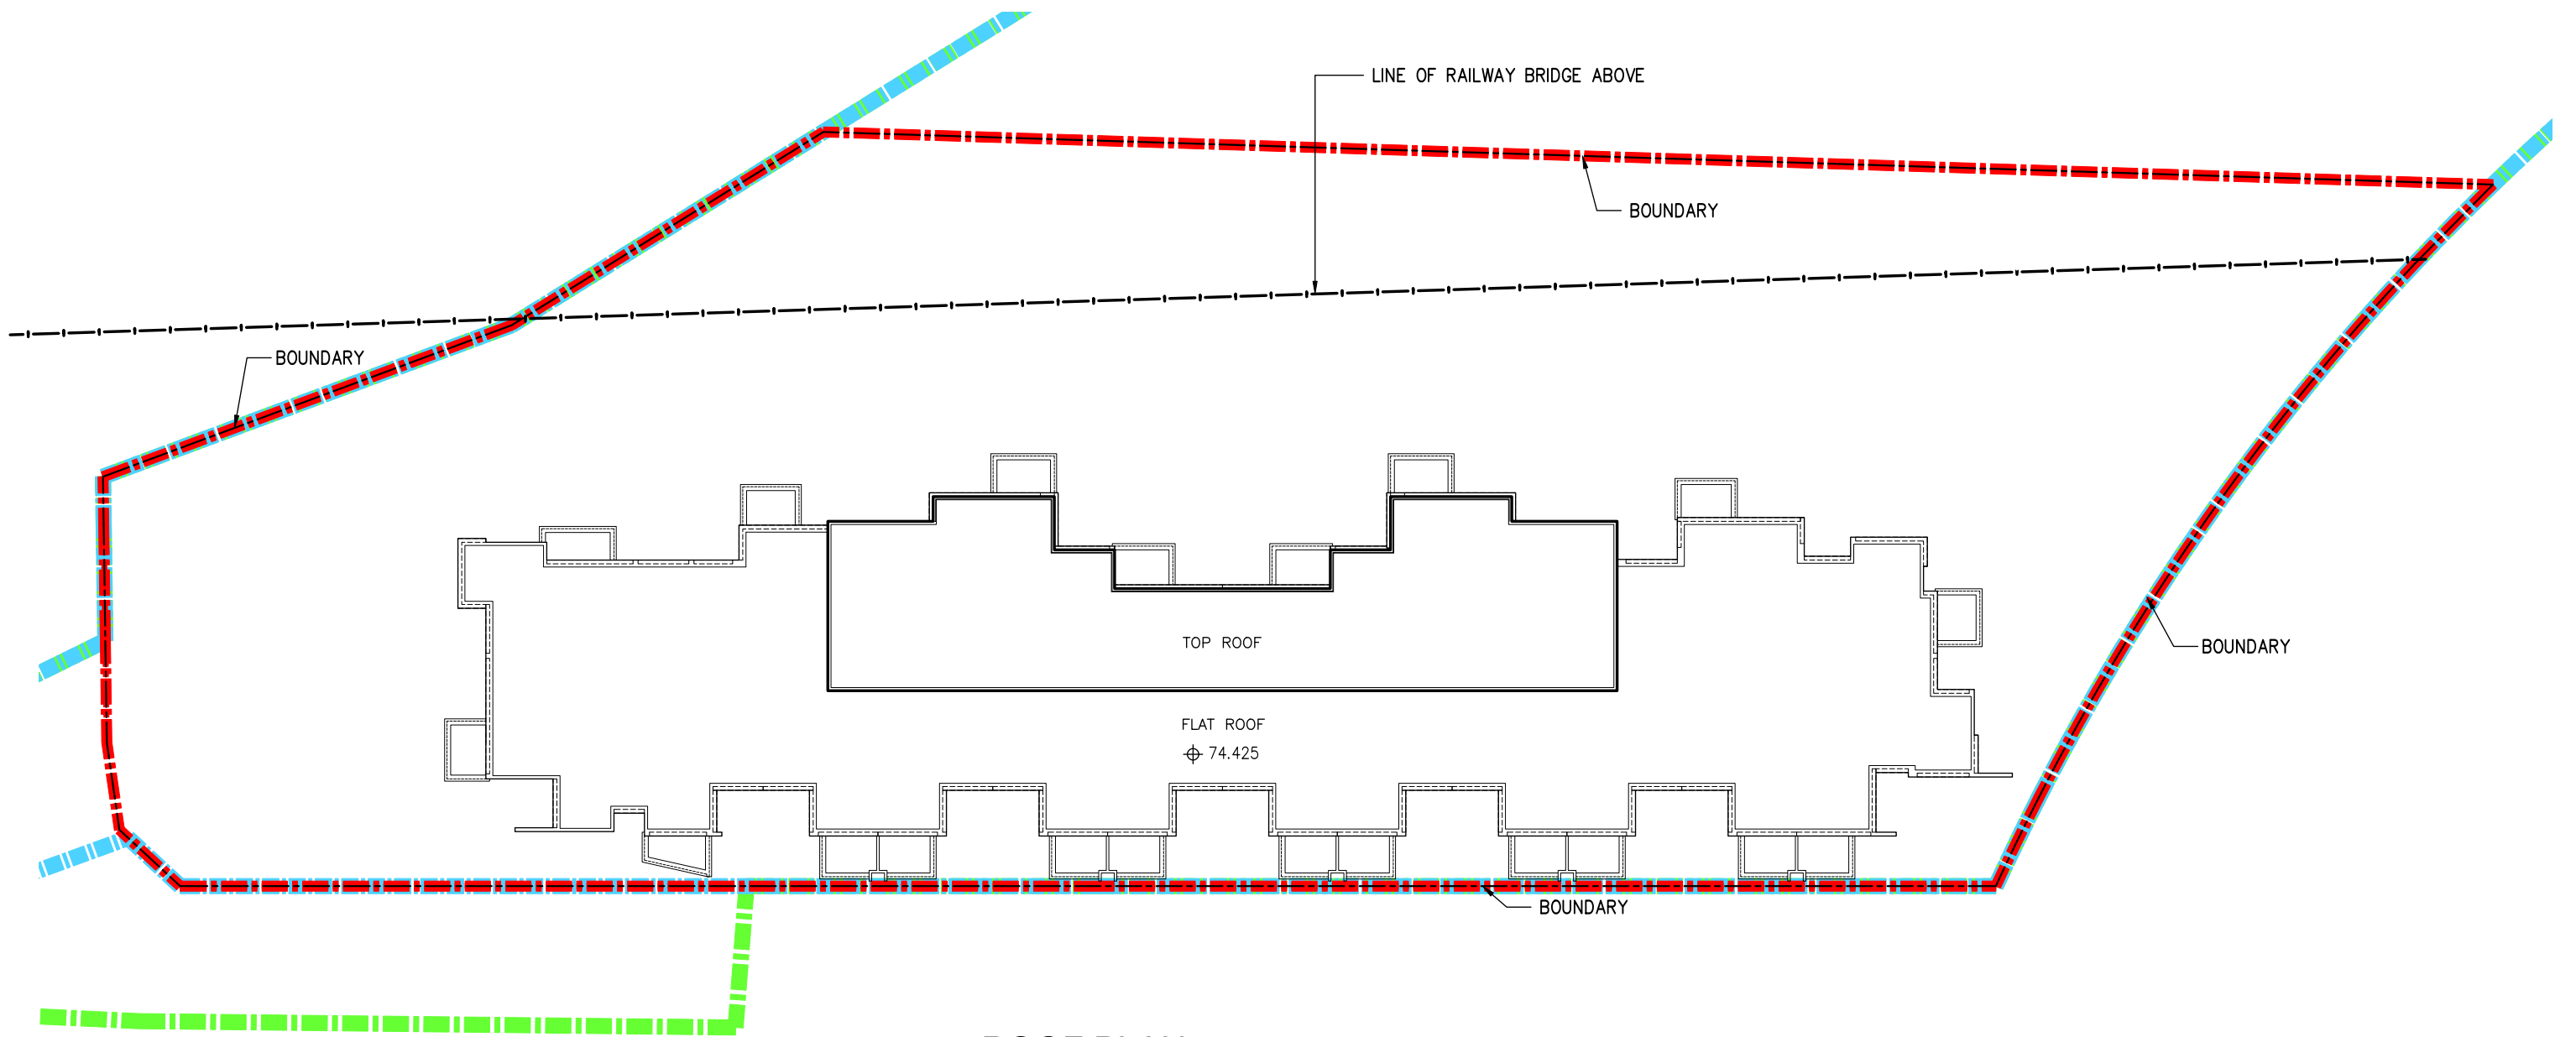 LINE OF RAILWAY BRIDGE ABOVE
BOUNDARY
BOUNDARY
TOP ROOF
BOUNDARY
FLAT ROOF
74.425
BOUNDARY